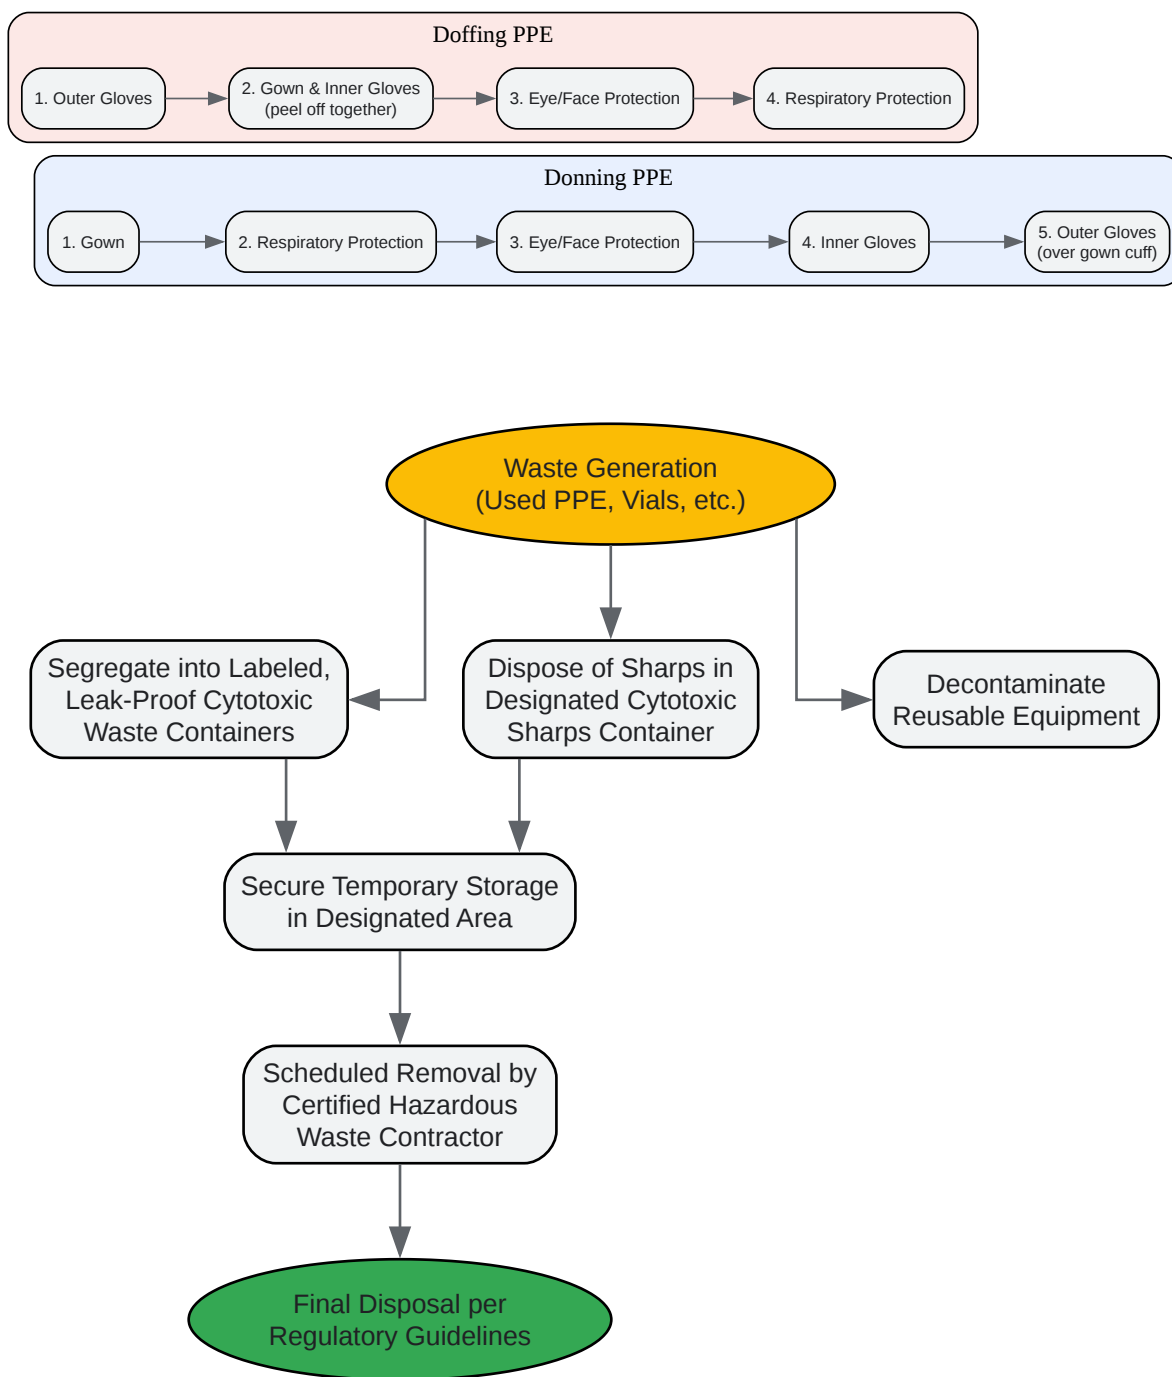 Doffing PPE
1. Outer Gloves
2. Gown & Inner Gloves
(peel off together)
3. Eye/Face Protection
4. Respiratory Protection
Donning PPE
1. Gown
2. Respiratory Protection
3. Eye/Face Protection
4. Inner Gloves
5. Outer Gloves
(over gown cuff)
Waste Generation
(Used PPE, Vials, etc.)
Segregate into Labeled,
Leak-Proof Cytotoxic
Waste Containers
Dispose of Sharps in
Designated Cytotoxic
Sharps Container
Decontaminate
Reusable Equipment
Secure Temporary Storage
in Designated Area
Scheduled Removal by
Certified Hazardous
Waste Contractor
Final Disposal per
Regulatory Guidelines